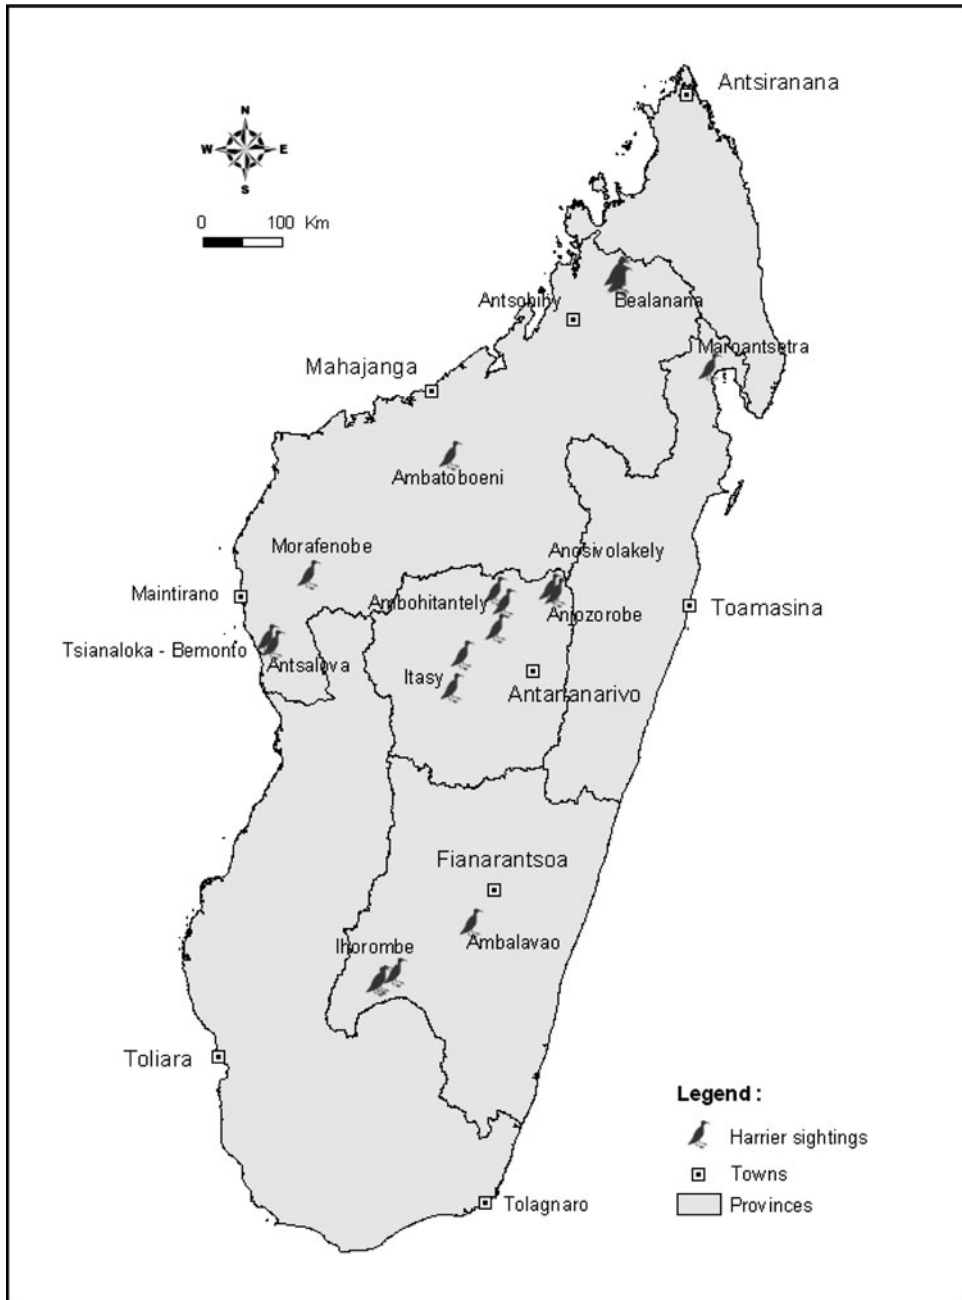 Antsiranana
N
W E
S
0 100 Km
Antsohihy
Bealanana
Maroantsetra
Mahajanga
Ambatoboeni
Morafenobe
Anosivolakely
Maintirano
Ambohitantely
Anjozorobe
Toamasina
Tsianaloka - Bemonto
Antsalova
Itasy
Antananarivo
Fianarantsoa
Ihorombe
Ambalavao
Toliara
Legend :
Harrier sightings
Towns
Provinces
Tolagnaro